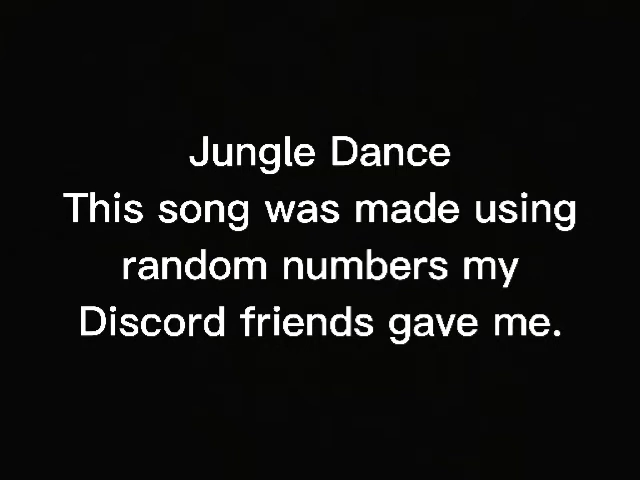 Jungle Dance
This song was made using
random numbers my
Discord friends gave me.